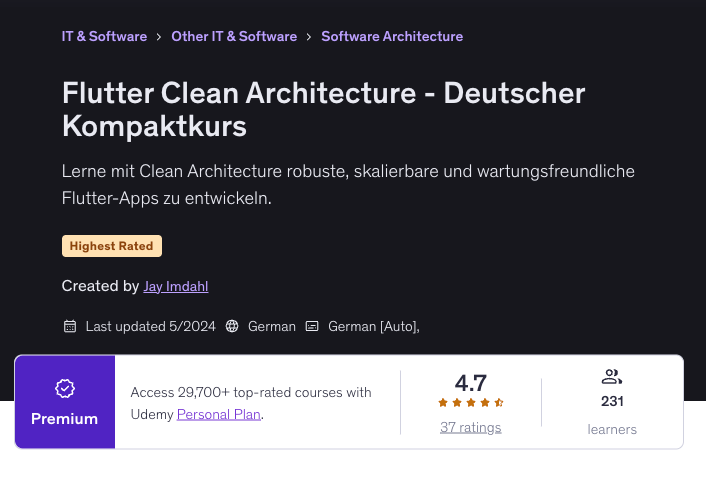 IT & Software > Other IT & Software > Software Architecture
Flutter Clean Architecture - Deutscher
Kompaktkurs
Lerne mit Clean Architecture robuste, skalierbare und wartungsfreundliche
Flutter-Apps zu entwickeln.
Highest Rated
Created by Jay Imdahl
Last updated 5/2024 German German [Auto],
Premium
Access 29,700+ top-rated courses with
Udemy Personal Plan.
4.7
37 ratings
231
learners